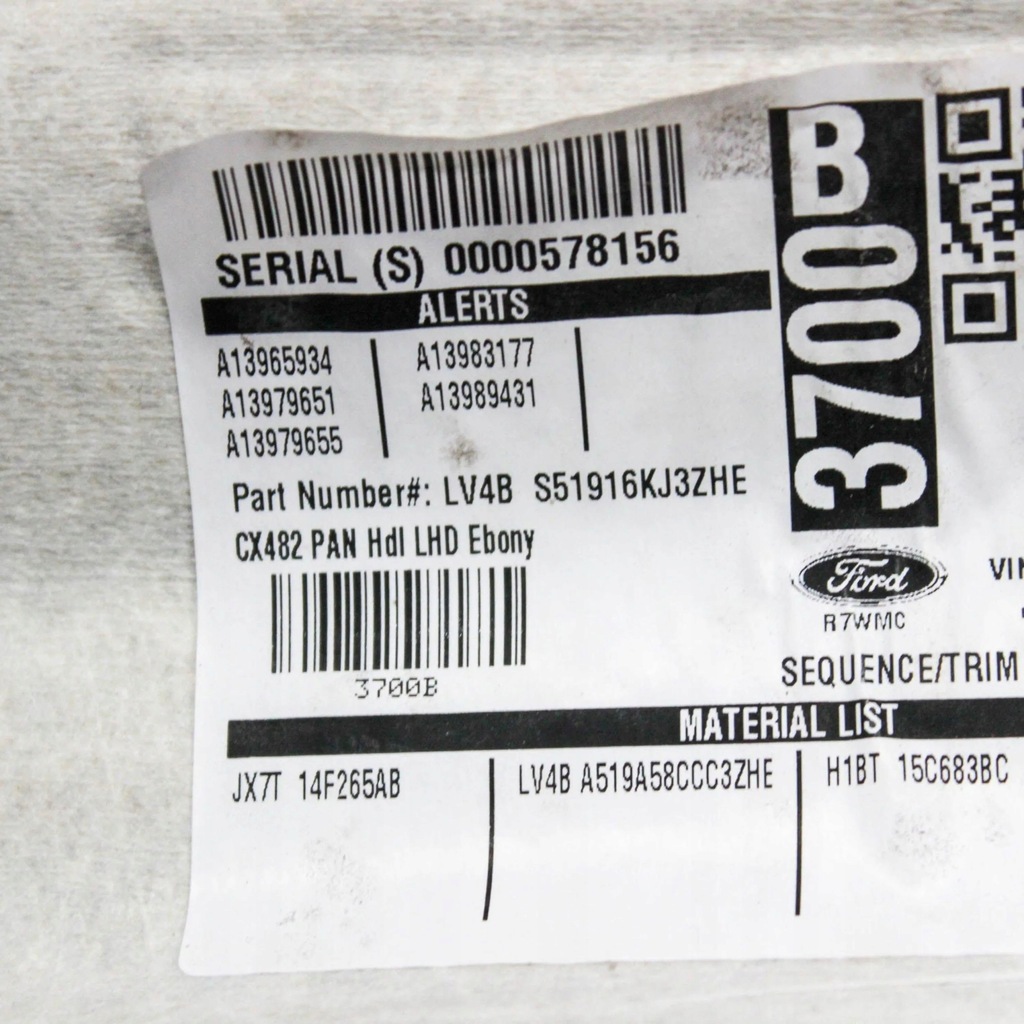 SERIAL (S) 0000578156
ALERTS
A13965934 A13983177
A13979651 A13989431
A13979655
Part Number#: LV4B S51916KJ3ZHE
CX482 PAN Hdl LHD Ebony
3700B
3700B
Ford
R7WMC
VIN
SEQUENCE/TRIM
MATERIAL LIST
JX7T 14F265AB LV4B A519A58CCC3ZHE H1BT 15C683BC